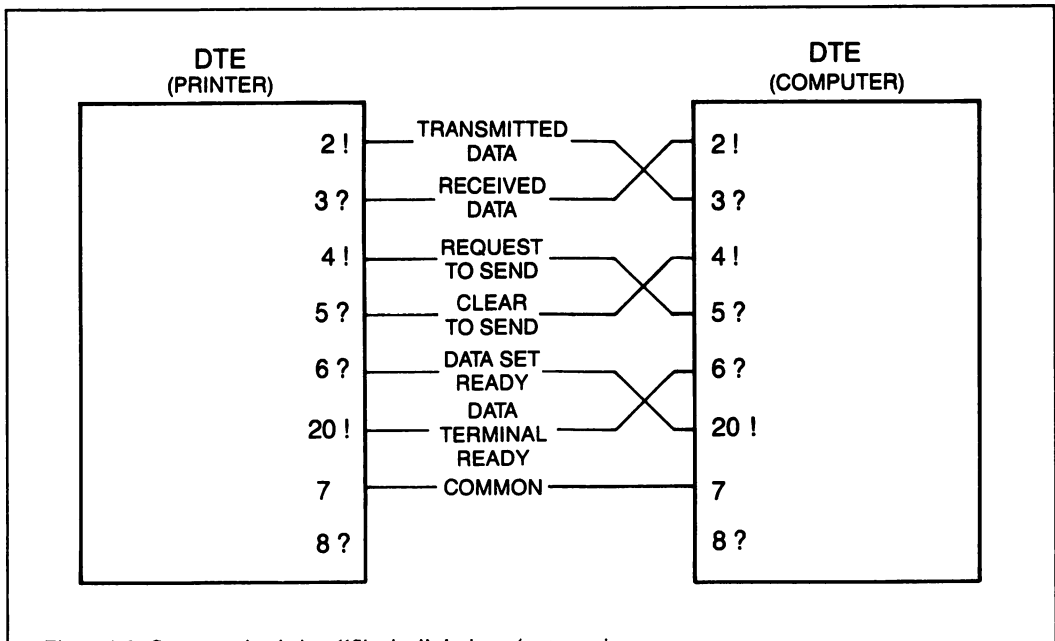 DTE
(PRINTER)
DTE
(COMPUTER)
2 !
TRANSMITTED
DATA
2 !
3 ?
RECEIVED
DATA
3 ?
4 !
REQUEST
TO SEND
4 !
5 ?
CLEAR
TO SEND
5 ?
6 ?
DATA SET
READY
6 ?
20 !
DATA
TERMINAL
READY
20 !
7
COMMON
7
8 ?
8 ?